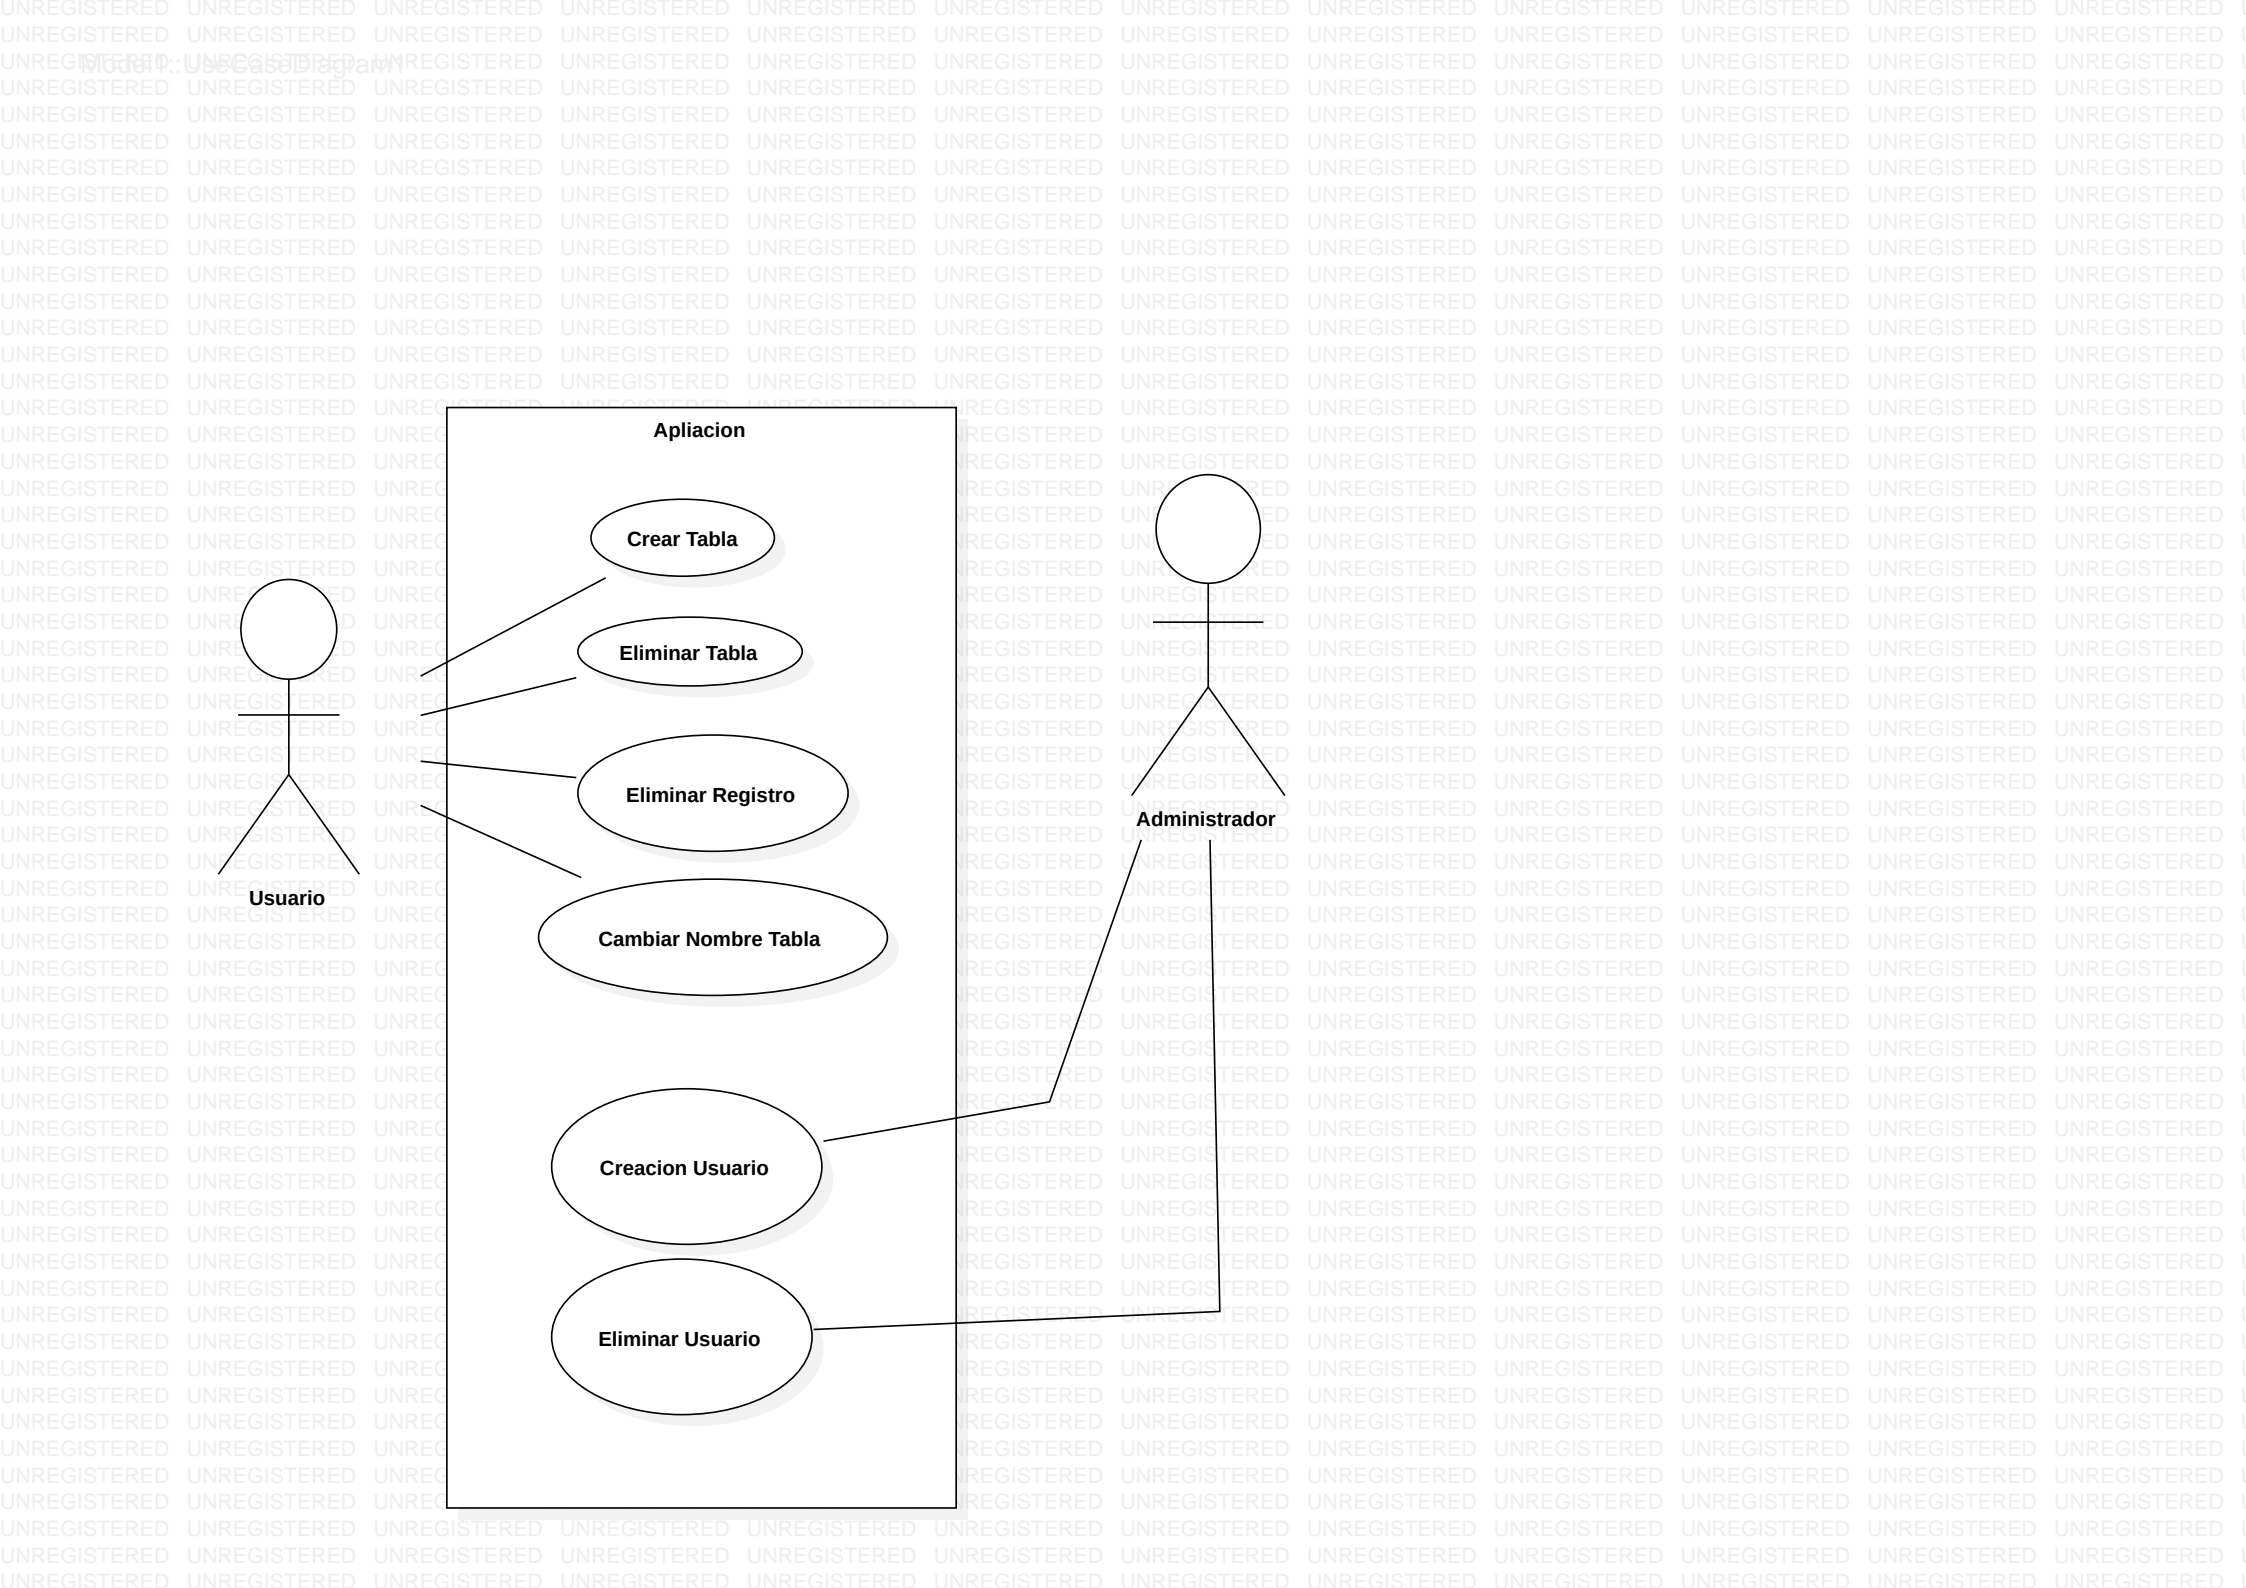 Model1::UseCaseDiagram1
Apliacion
Crear Tabla
Eliminar Tabla
Eliminar Registro
Cambiar Nombre Tabla
Creacion Usuario
Eliminar Usuario
Usuario
Administrador
UNREGISTERED